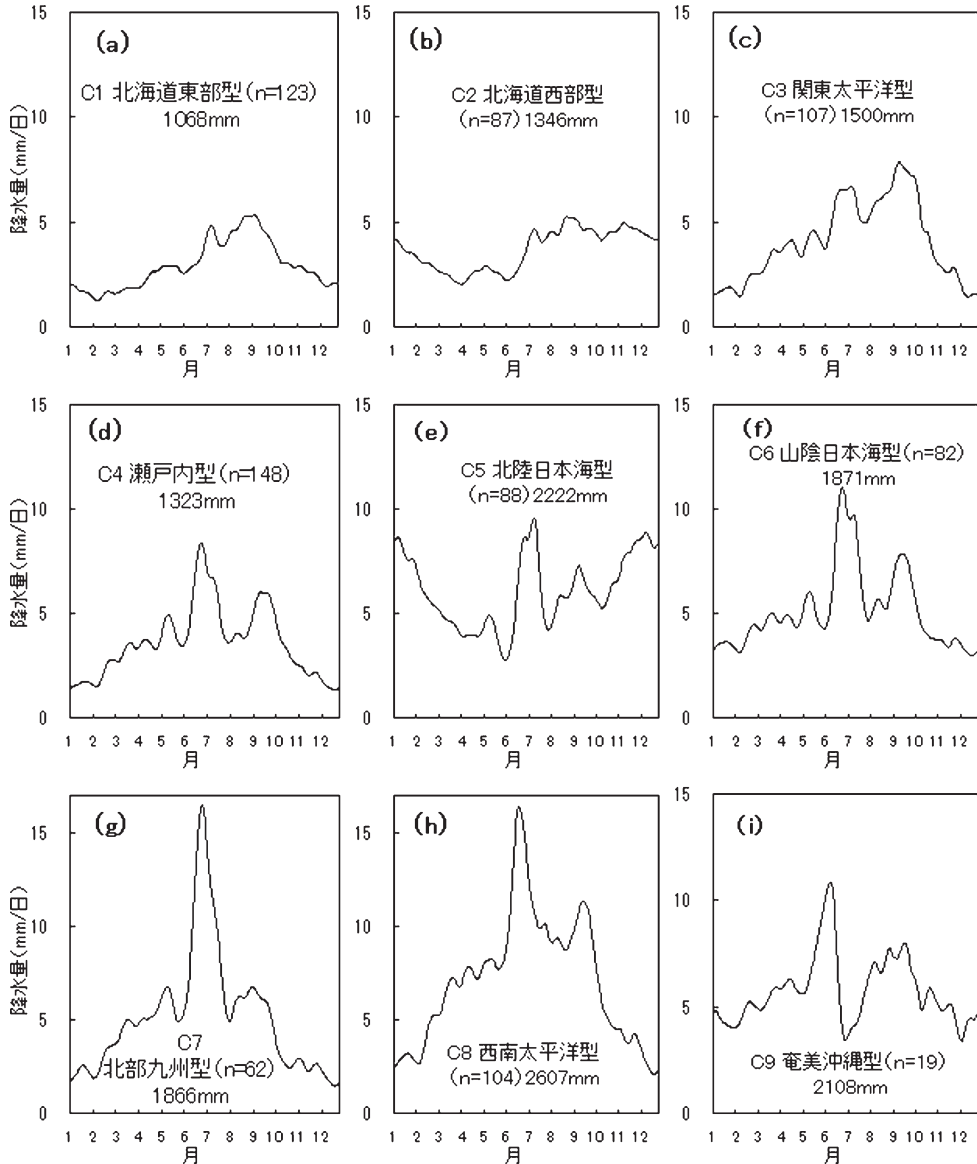 (a)
C1 北海道東部型(n=123)
1068mm
(b)
C2 北海道西部型
(n=87)1346mm
(c)
C3関東太平洋型
(n=107)1500mm
降水量(mm/日)
15
10
5
0
1 2 3 4 5 6 7 8 9 10 11 12
月
15
10
5
0
1 2 3 4 5 6 7 8 9 10 11 12
月
15
10
5
0
1 2 3 4 5 6 7 8 9 10 11 12
月
(d)
C4 瀬戸内型(n=148)
1323mm
(e)
C5 北陸日本海型
(n=88)2222mm
(f)
C6 山陰日本海型(n=82)
1871mm
降水量(mm/日)
15
10
5
0
1 2 3 4 5 6 7 8 9 10 11 12
月
15
10
5
0
1 2 3 4 5 6 7 8 9 10 11 12
月
15
10
5
0
1 2 3 4 5 6 7 8 9 10 11 12
月
(g)
C7
北部九州型(n=62)
1866mm
(h)
C8 西南太平洋型
(n=104)2607mm
(i)
C9 奄美沖縄型(n=19)
2108mm
降水量(mm/日)
15
10
5
0
1 2 3 4 5 6 7 8 9 10 11 12
月
15
10
5
0
1 2 3 4 5 6 7 8 9 10 11 12
月
15
10
5
0
1 2 3 4 5 6 7 8 9 10 11 12
月